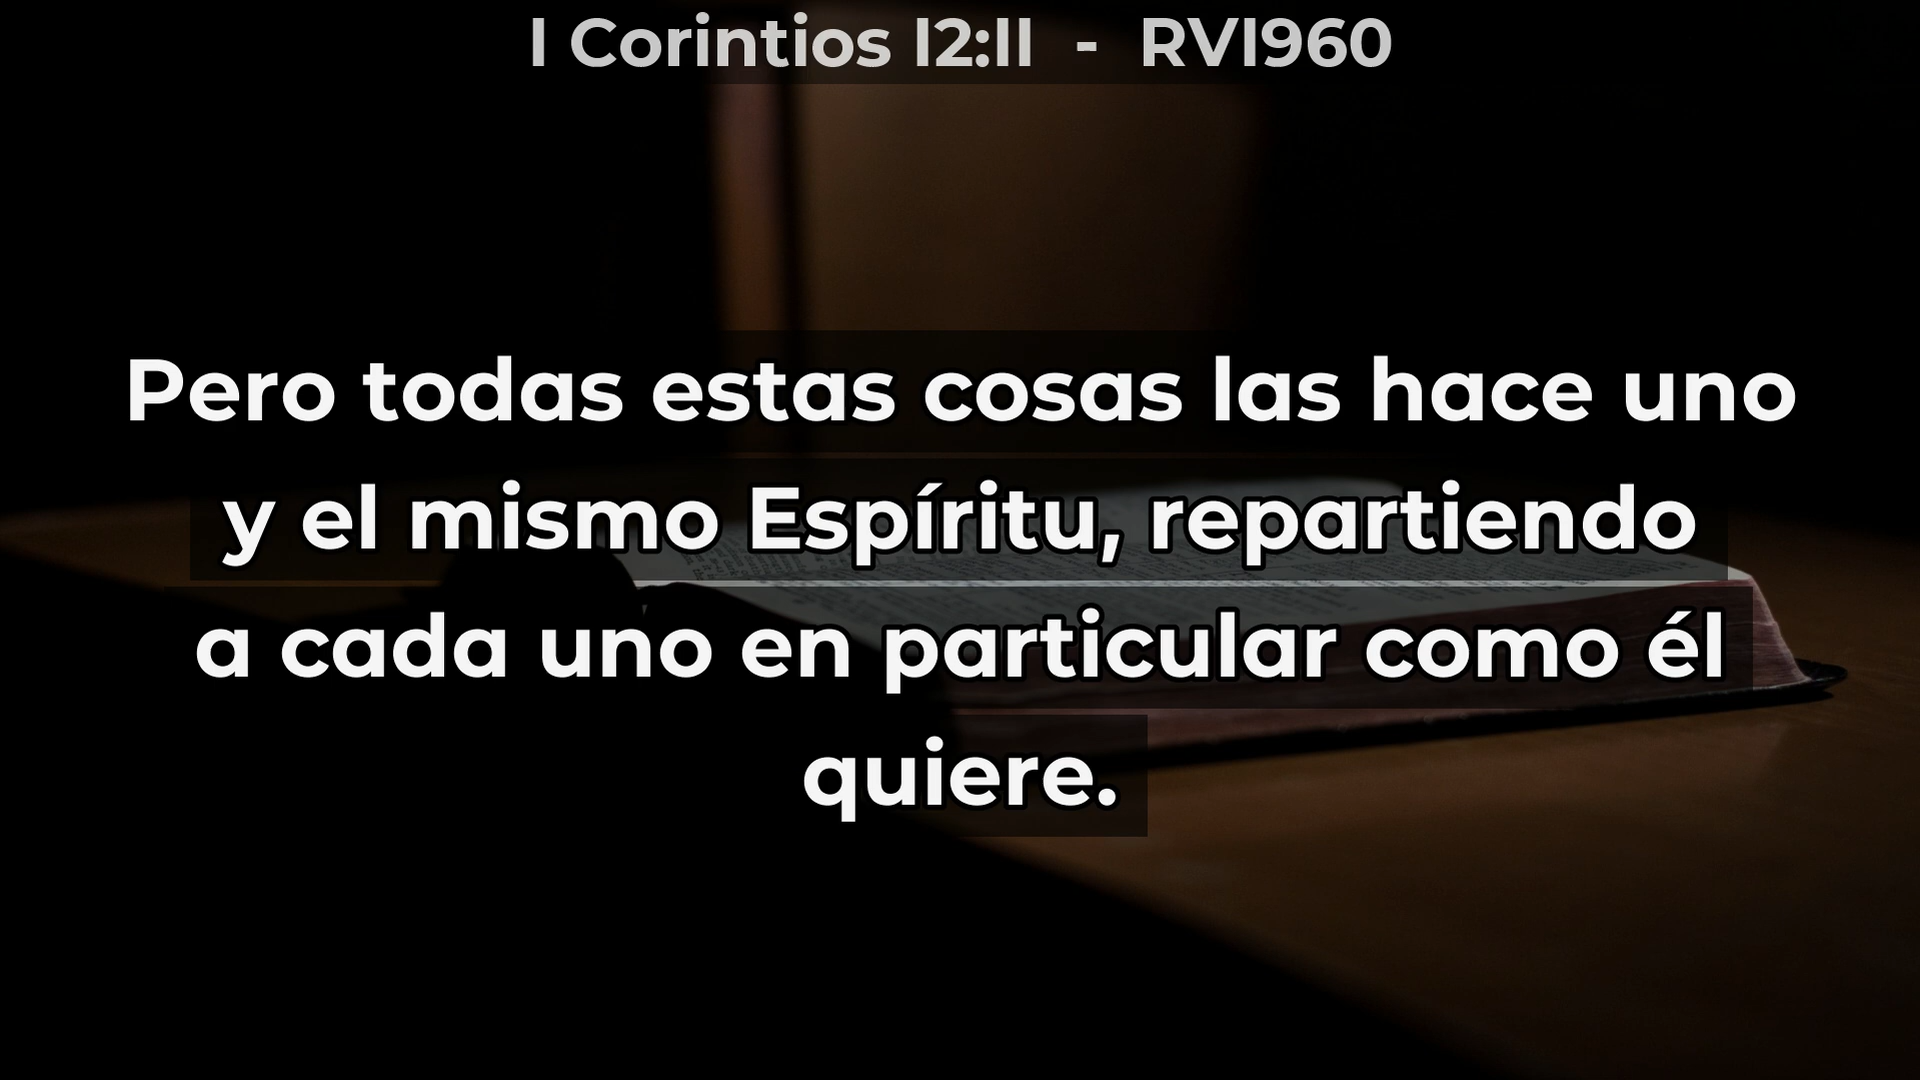 1 Corintios 12:11 - RV1960
Pero todas estas cosas las hace uno
y el mismo Espíritu, repartiendo
a cada uno en particular como él
quiere.